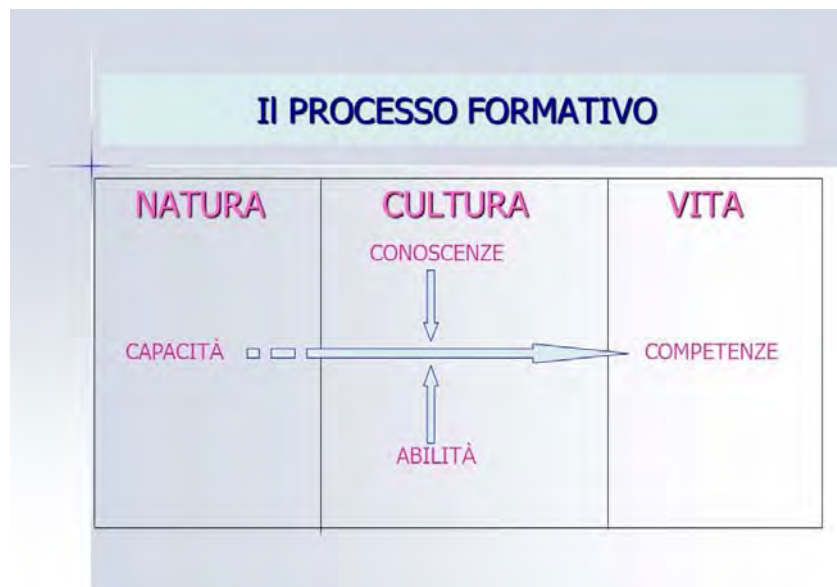 Il PROCESSO FORMATIVO
NATURA CULTURA VITA
CONOSCENZE
CAPACITÀ COMPETENZE
ABILITÀ